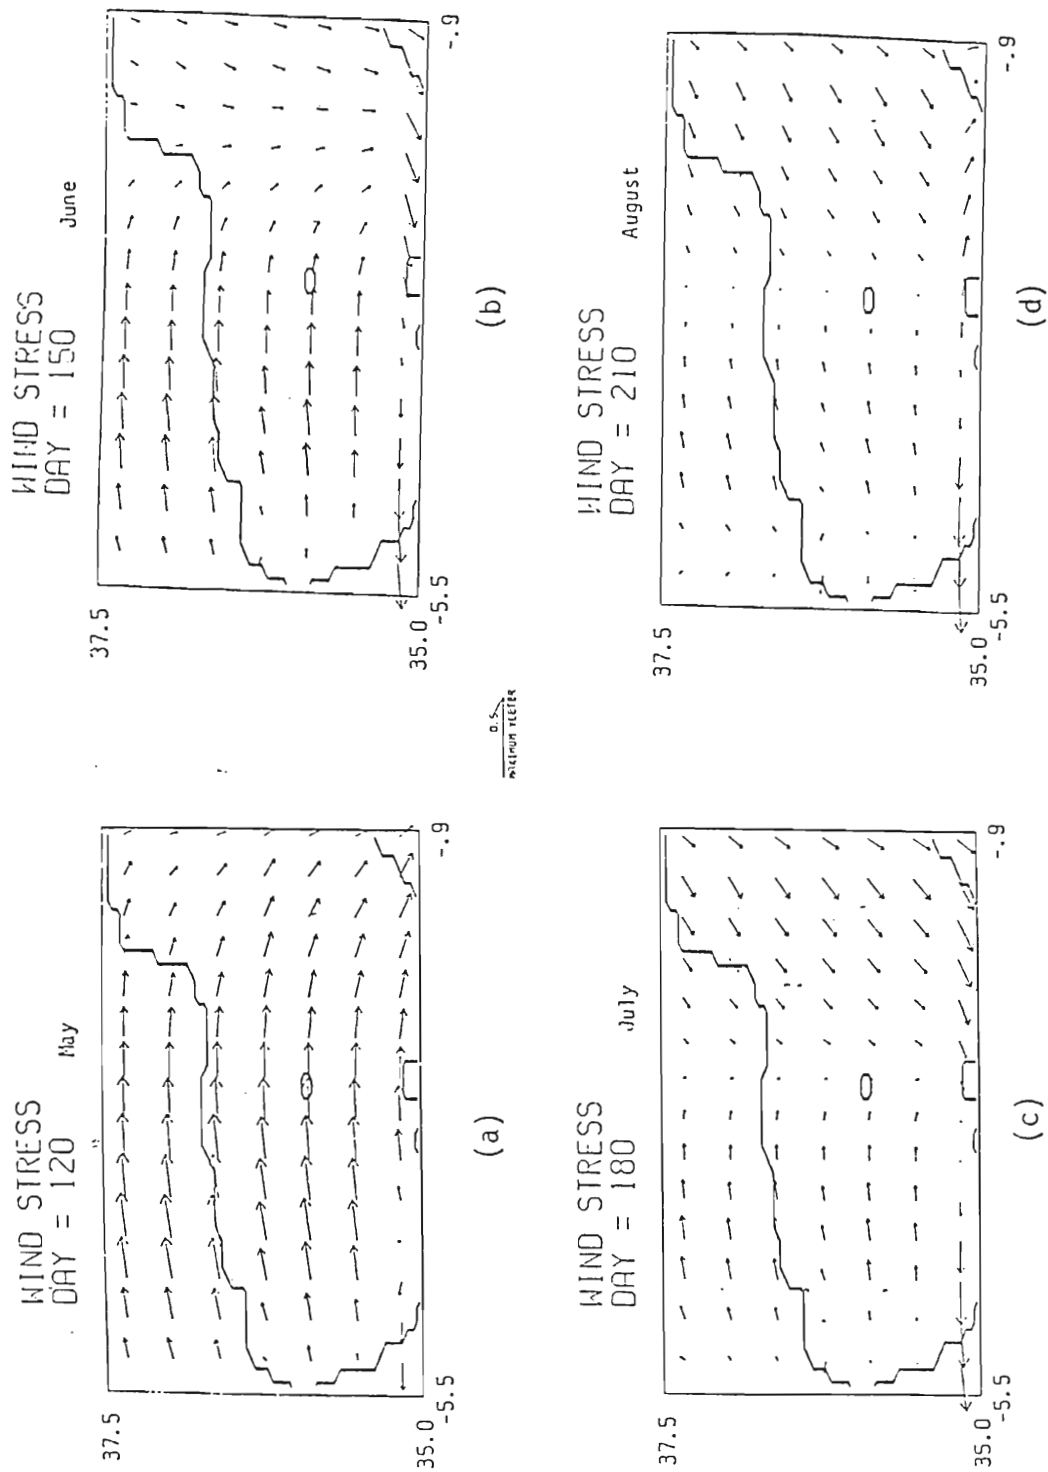 WIND STRESS
DAY = 120
May
37.5
35.0
-5.5
-.9
(a)
WIND STRESS
DAY = 150
June
37.5
35.0
-5.5
-.9
(b)
0.5
WIND STRESS
DAY = 180
July
37.5
35.0
-5.5
-.9
(c)
WIND STRESS
DAY = 210
August
37.5
35.0
-5.5
-.9
(d)